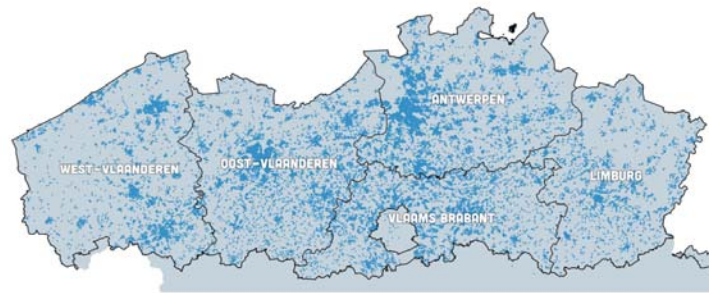 ANTWERPEN
WEST-VLAANDEREN
OOST-VLAANDEREN
LIMBURG
VLAAMS BRABANT